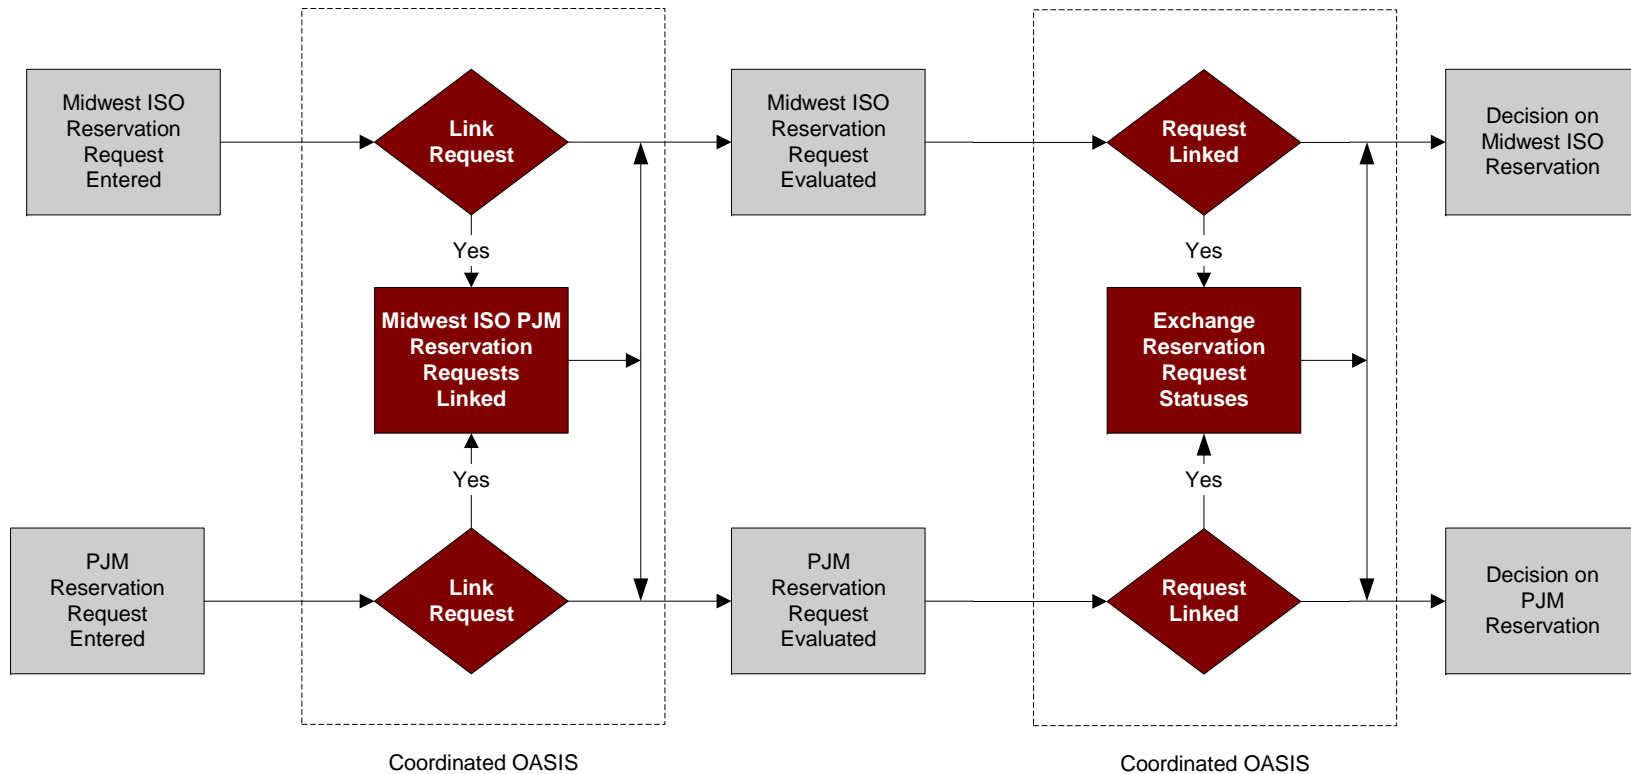 Midwest ISO
Reservation
Request
Entered
Link
Request
Midwest ISO
Reservation
Request
Evaluated
Request
Linked
Decision on
Midwest ISO
Reservation
Yes
Yes
Midwest ISO PJM
Reservation
Requests
Linked
Exchange
Reservation
Request
Statuses
Yes
Yes
PJM
Reservation
Request
Entered
Link
Request
PJM
Reservation
Request
Evaluated
Request
Linked
Decision on
PJM
Reservation
Coordinated OASIS
Coordinated OASIS